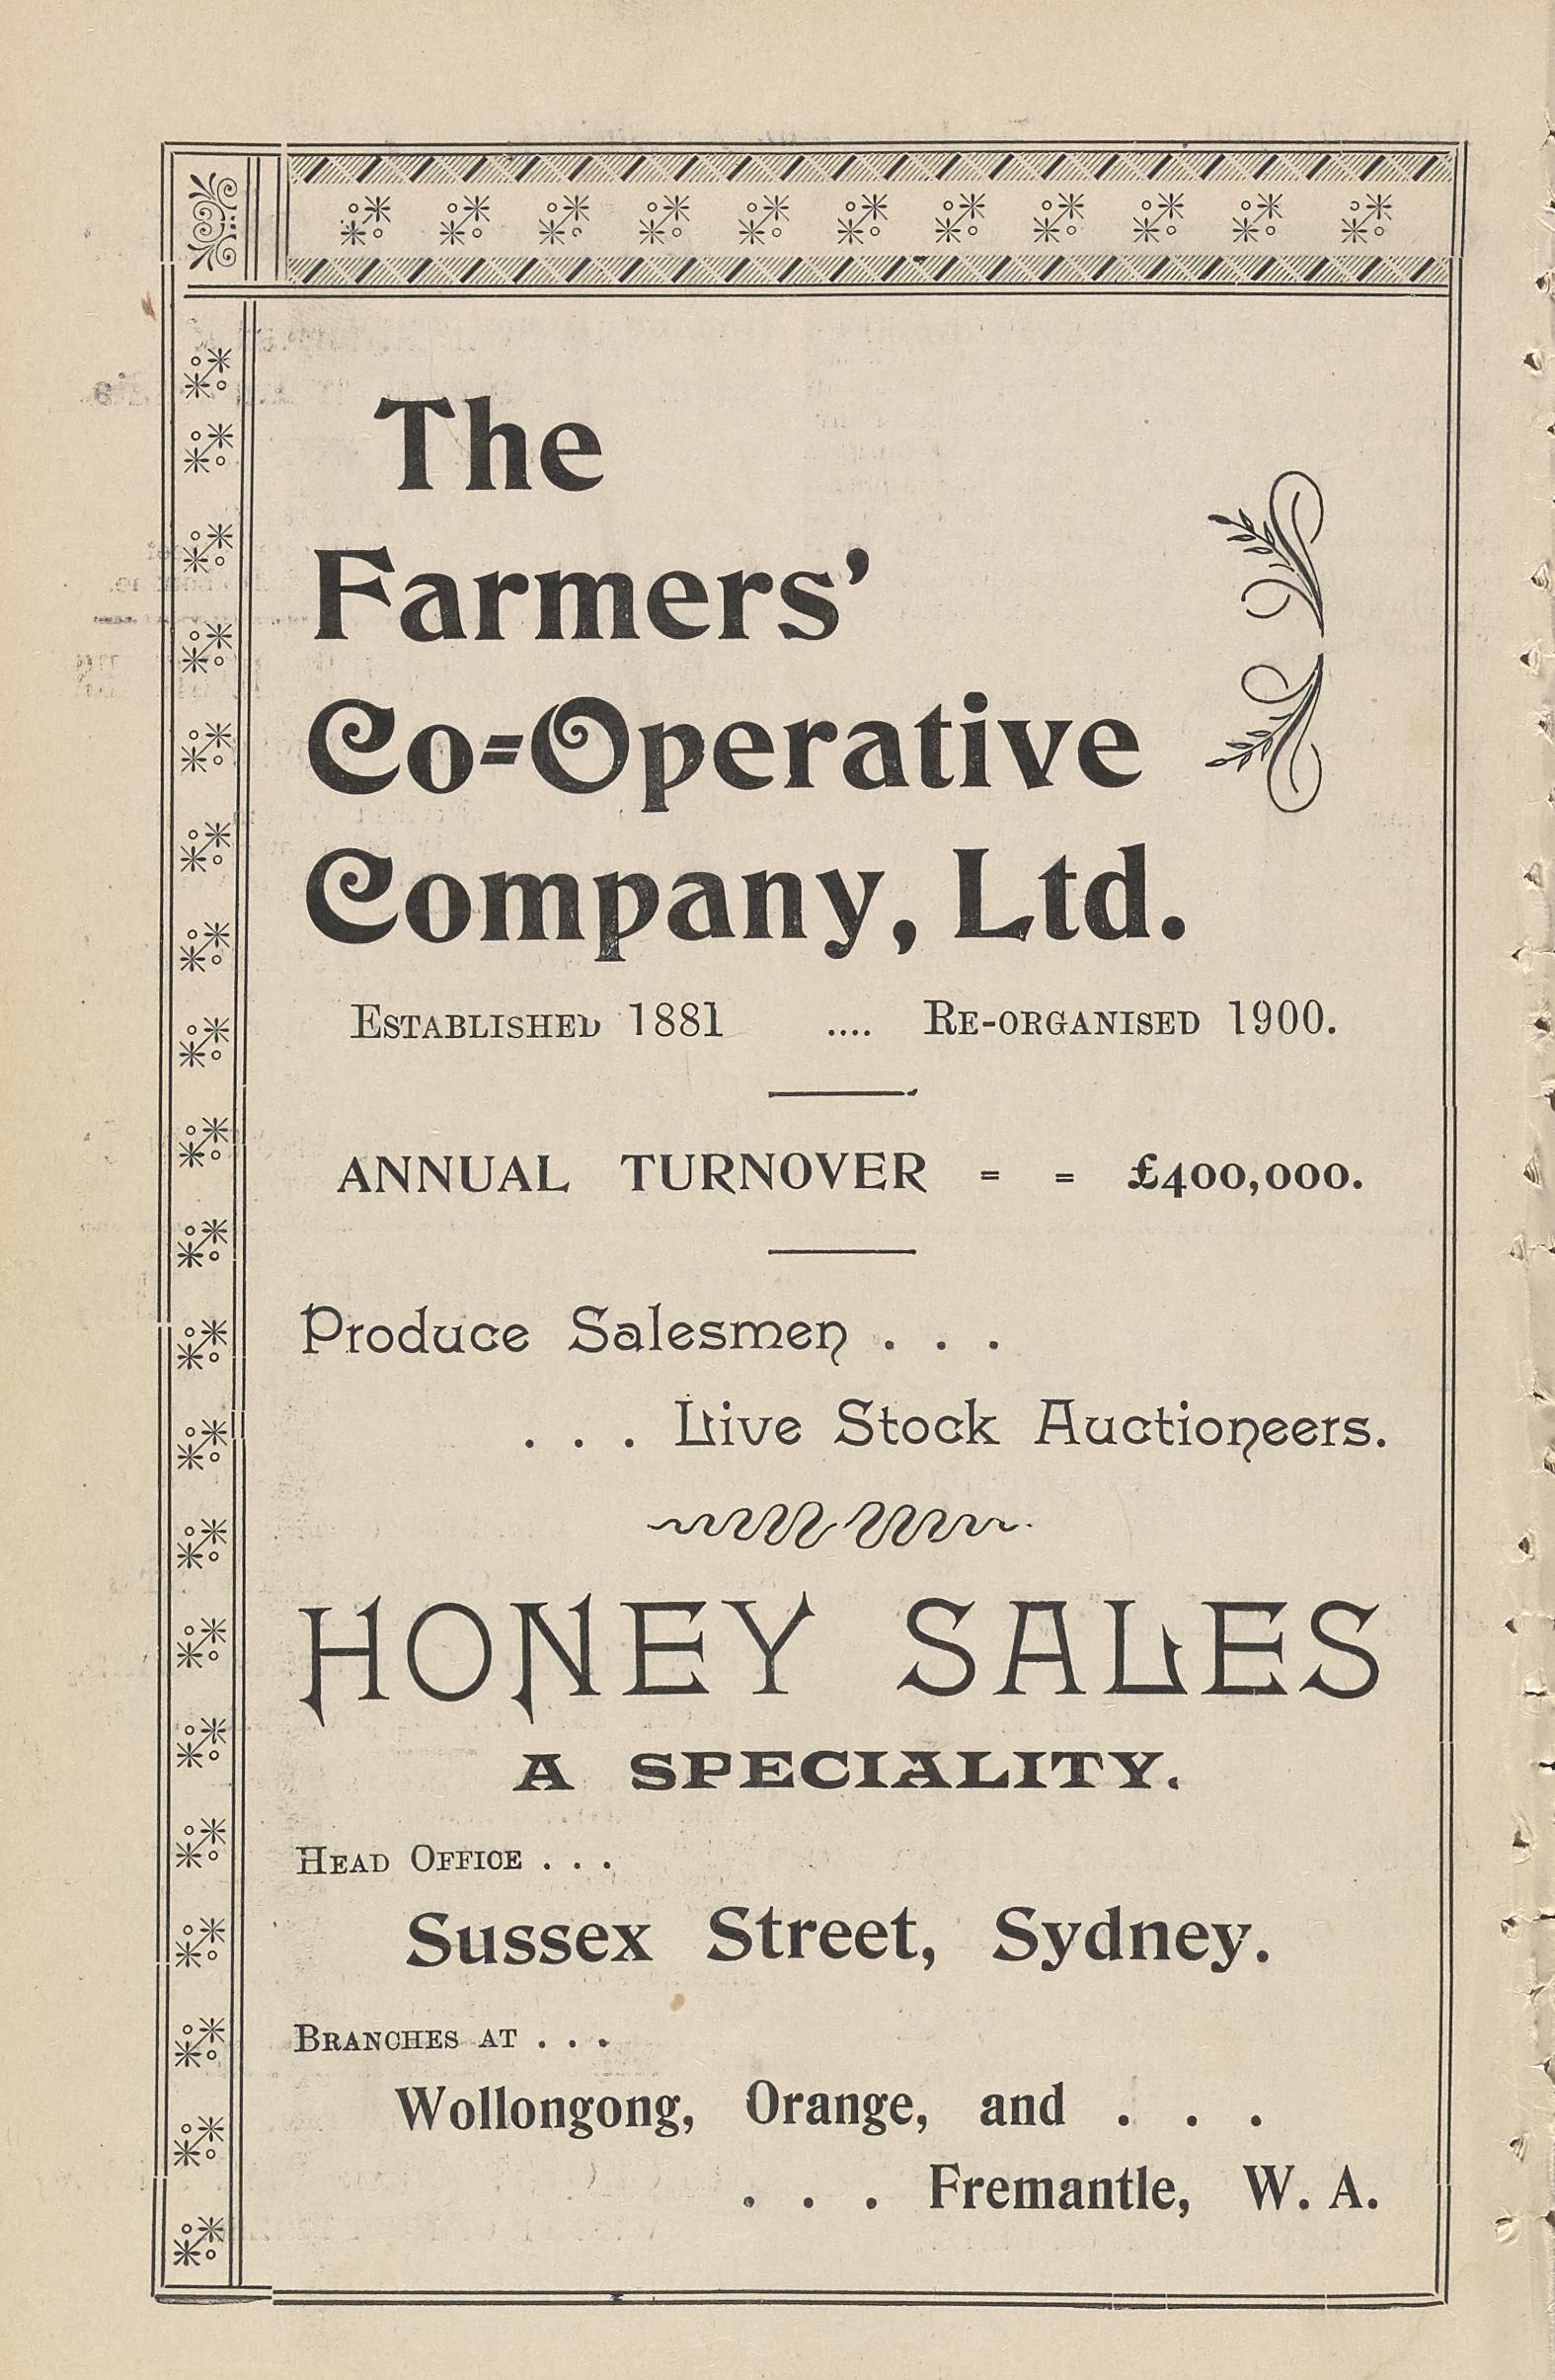 The
Farmers'
Co=Operative
Company, Ltd.
Established 1881 .... Re-organised 1900.
ANNUAL TURNOVER = = £400,000.
Produce Salesmen . . .
. . . Live Stock Auctioneers.
HONEY SALES
A SPECIALITY.
Head Office . . .
Sussex Street, Sydney.
Branches at . . .
Wollongong, Orange, and . . .
. . . Fremantle, W. A.